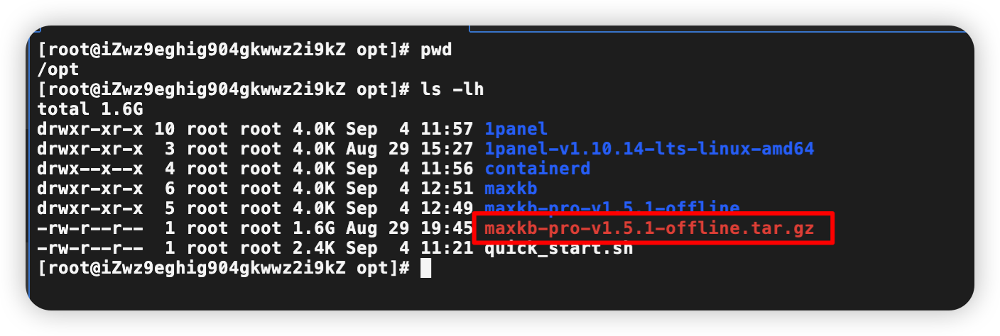 [root@iZwz9eghig904gkwwz2i9kZ opt]# pwd
/opt
[root@iZwz9eghig904gkwwz2i9kZ opt]# ls -lh
total 1.6G
drwxr-xr-x 10 root root 4.0K Sep  4 11:57 1panel
drwxr-xr-x  3 root root 4.0K Aug 29 15:27 1panel-v1.10.14-lts-linux-amd64
drwx--x--x  4 root root 4.0K Sep  4 11:56 containerd
drwxr-xr-x  6 root root 4.0K Sep  4 12:51 maxkb
drwxr-xr-x  5 root root 4.0K Sep  4 12:49 maxkb-pro-v1.5.1-offline
-rw-r--r--  1 root root 1.6G Aug 29 19:45 maxkb-pro-v1.5.1-offline.tar.gz
-rw-r--r--  1 root root 2.4K Sep  4 11:21 quick_start.sh
[root@iZwz9eghig904gkwwz2i9kZ opt]#